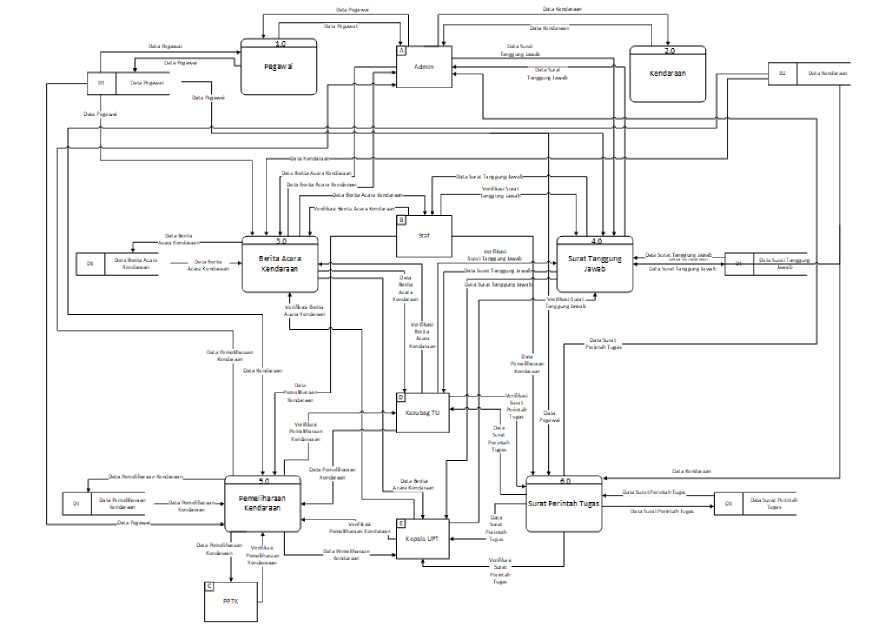 Data Pegawai
Data Kendaraan
Data Pegawai
Data Kendaraan
1.0
Pegawai
A
Admin
2.0
Kendaraan
Data Pegawai
Data Pegawai
Data Surat
Tanggung Jawab
Data Surat
Tanggung Jawab
D1
Data Pegawai
D2
Data Kendaraan
Data Pegawai
Data Pegawai
Data Kendaraan
Data Berita Acara Kendaraan
Data Berita Acara Kendaraan
Data Berita Acara Kendaraan
Verifikasi Berita Acara Kendaraan
Data Surat Tanggung Jawab
Verifikasi Surat
Tanggung Jawab
B
Staf
Berita Acara
Kendaraan
4.0
Surat Tanggung
Jawab
Data Berita
Acara Kendaraan
Data Berita Acara
Kendaraan
Data Berita
Acara Kendaraan
Verifikasi
Surat Tanggung Jawab
Data Surat Tanggung Jawab
Data Surat Tanggung Jawab
Data Surat Tanggung Jawab
Data Surat Tanggung Jawab
Data Surat Tanggung
Jawab
Verifikasi Surat
Tanggung Jawab
Verifikasi Berita
Acara Kendaraan
Data
Berita
Acara
Kendaraan
Verifikasi
Berita
Acara
Kendaraan
Data Pemeliharaan
Kendaraan
Data Kendaraan
Data
Pemeliharaan
Kendaraan
Data
Pemeliharaan
Kendaraan
Data Surat
Perintah Tugas
D
Kasubag TU
Verifikasi
Pemeliharaan
Kendaraan
Verifikasi
Surat
Perintah
Tugas
Data
Surat
Perintah
Tugas
Data
Pegawai
Data Pemeliharaan
Kendaraan
Data Berita
Acara Kendaraan
Data Kendaraan
Data Pemeliharaan Kendaraan
5.0
Pemeliharaan
Kendaraan
6.0
Surat Perintah Tugas
Data Pemeliharaan
Kendaraan
Data Pemeliharaan
Kendaraan
Data Pegawai
Data Surat Perintah Tugas
Data Surat Perintah Tugas
Data Surat Perintah
Tugas
E
Kepala UPT
Verifikasi
Pemeliharaan Kendaraan
Data Pemeliharaan
Kendaraan
Data
Surat
Perintah
Tugas
Verifikasi
Surat
Perintah
Tugas
Data Pemeliharaan
Kendaraan
Verifikasi
Pemeliharaan
Kendaraan
C
PPTK